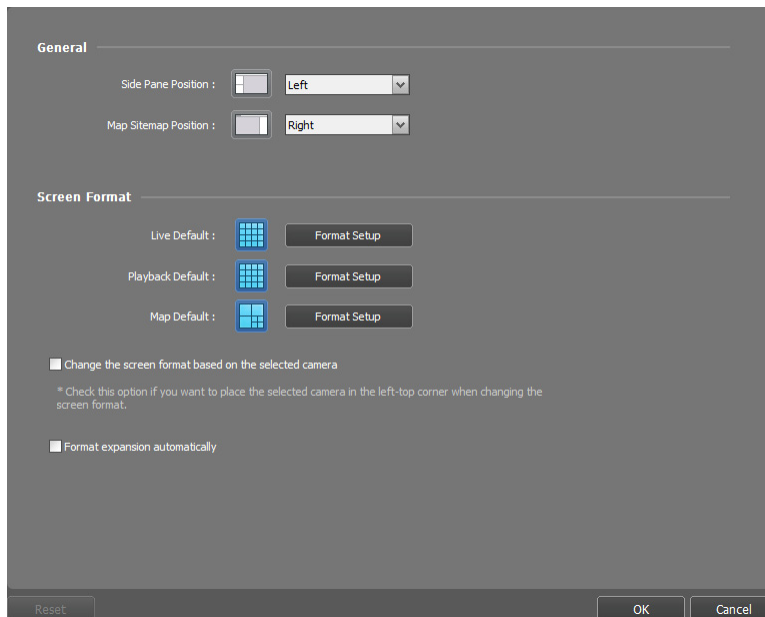 General
Side Pane Position :
Left
Map Sitemap Position :
Right
Screen Format
Live Default :
Format Setup
Playback Default :
Format Setup
Map Default :
Format Setup
Change the screen format based on the selected camera
* Check this option if you want to place the selected camera in the left-top corner when changing the
screen format.
Format expansion automatically
Reset
OK
Cancel